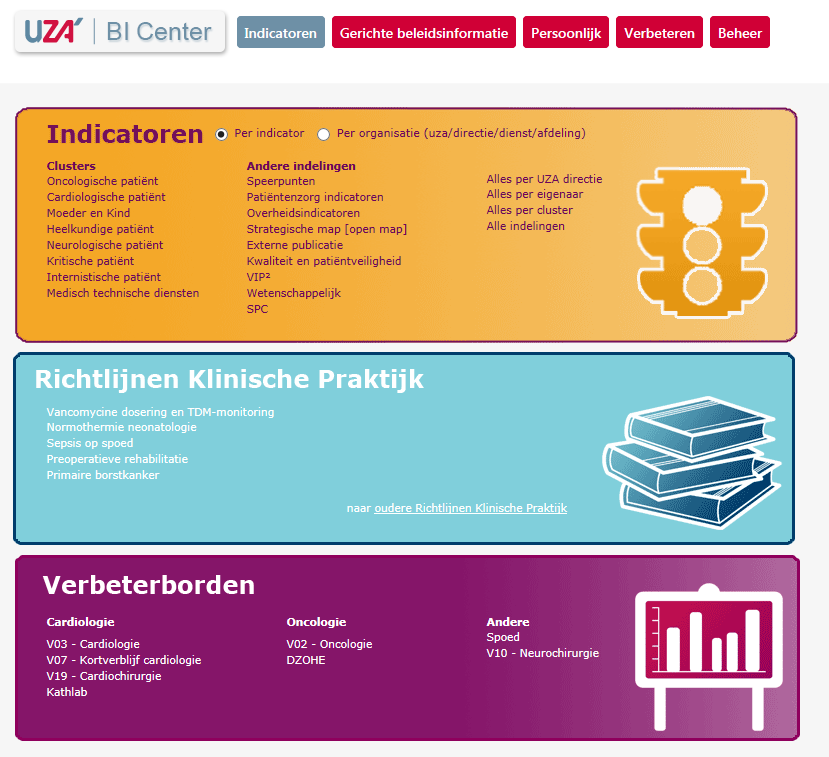 UZA | BI Center
Indicatoren
Gerichte beleidsinformatie
Persoonlijk
Verbeteren
Beheer
Indicatoren
Per indicator
Per organisatie (uza/directie/dienst/afdeling)
Clusters
Oncologische patiënt
Cardiologische patiënt
Moeder en Kind
Heelkundige patiënt
Neurologische patiënt
Kritische patiënt
Internistische patiënt
Medisch technische diensten
Andere indelingen
Speerpunten
Patiëntenzorg indicatoren
Overheidsindicatoren
Strategische map [open map]
Externe publicatie
Kwaliteit en patiëntveiligheid
VIP²
Wetenschappelijk
SPC
Alles per UZA directie
Alles per eigenaar
Alles per cluster
Alle indelingen
Richtlijnen Klinische Praktijk
Vancomycine dosering en TDM-monitoring
Normothermie neonatologie
Sepsis op spoed
Preoperatieve rehabilitatie
Primaire borstkanker
naar oudere Richtlijnen Klinische Praktijk
Verbeterborden
Cardiologie
V03 - Cardiologie
V07 - Kortverblijf cardiologie
V19 - Cardiochirurgie
Kathlab
Oncologie
V02 - Oncologie
DZOHE
Andere
Spoed
V10 - Neurochirurgie